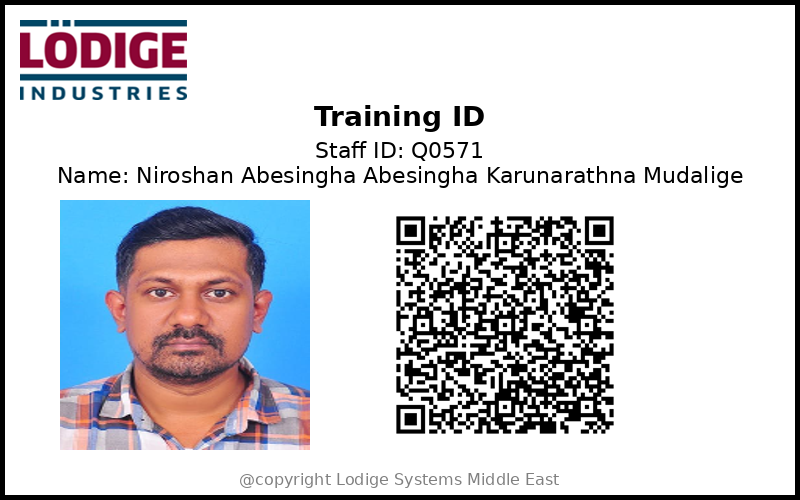 LÖDIGE
INDUSTRIES
Training ID
Staff ID: Q0571
Name: Niroshan Abesingha Abesingha Karunarathna Mudalige
@copyright Lodige Systems Middle East